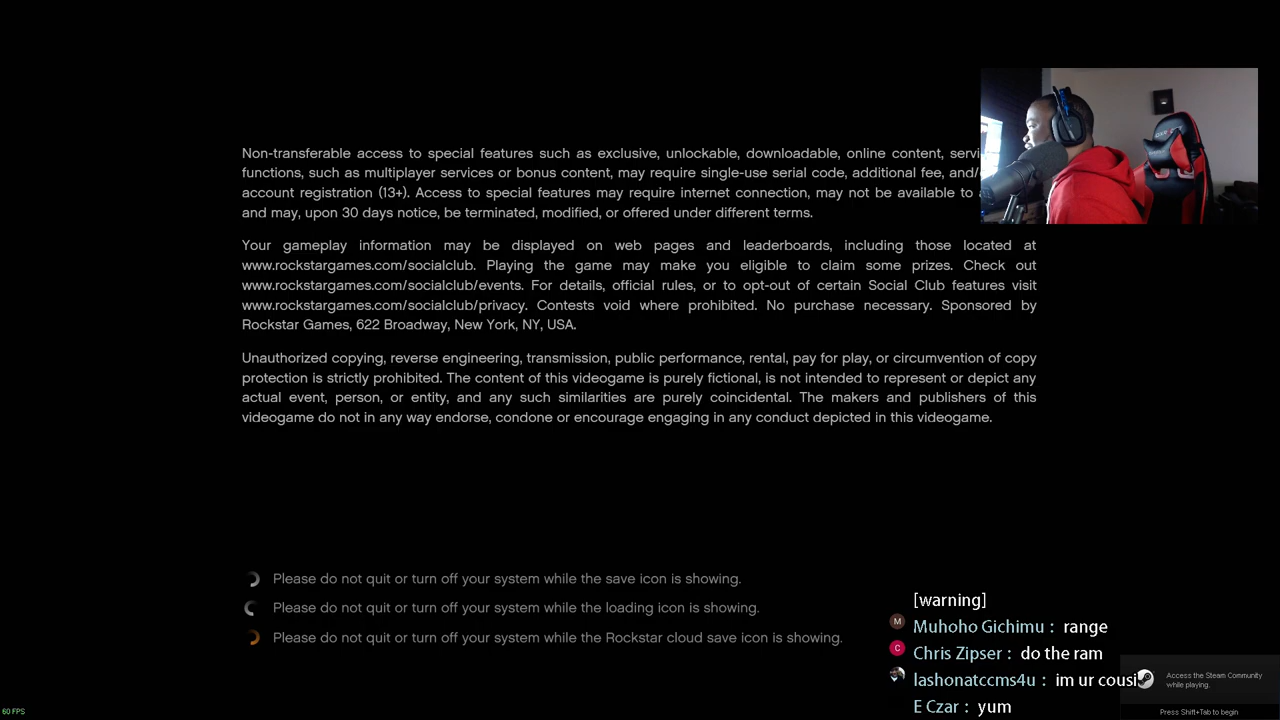 Non-transferable access to special features such as exclusive, unlockable, downloadable, online content,
functions, such as multiplayer services or bonus content, may require single-use serial code, additional fee,
account registration (13+). Access to special features may require internet connection, may not be available to
and may, upon 30 days notice, be terminated, modified, or offered under different terms.
Your gameplay information may be displayed on web pages and leaderboards, including those located at
www.rockstargames.com/socialclub. Playing the game may make you eligible to claim some prizes. Check out
www.rockstargames.com/socialclub/events. For details, official rules, or to opt-out of certain Social Club features visit
www.rockstargames.com/socialclub/privacy. Contests void where prohibited. No purchase necessary. Sponsored by
Rockstar Games, 622 Broadway, New York, NY, USA.
Unauthorized copying, reverse engineering, transmission, public performance, rental, pay for play, or circumvention of copy
protection is strictly prohibited. The content of this videogame is purely fictional, is not intended to represent or depict any
actual event, person, or entity, and any such similarities are purely coincidental. The makers and publishers of this
videogame do not in any way endorse, condone or encourage engaging in any conduct depicted in this videogame.
Please do not quit or turn off your system while the save icon is showing.
Please do not quit or turn off your system while the loading icon is showing.
Please do not quit or turn off your system while the Rockstar cloud save icon is showing.
[warning]
M Muhoho Gichimu : range
C Chris Zipser : do the ram
lashonatccms4u : im ur cousi
E Czar : yum
Access the Steam Community
while playing.
Press Shift+Tab to begin
60 FPS